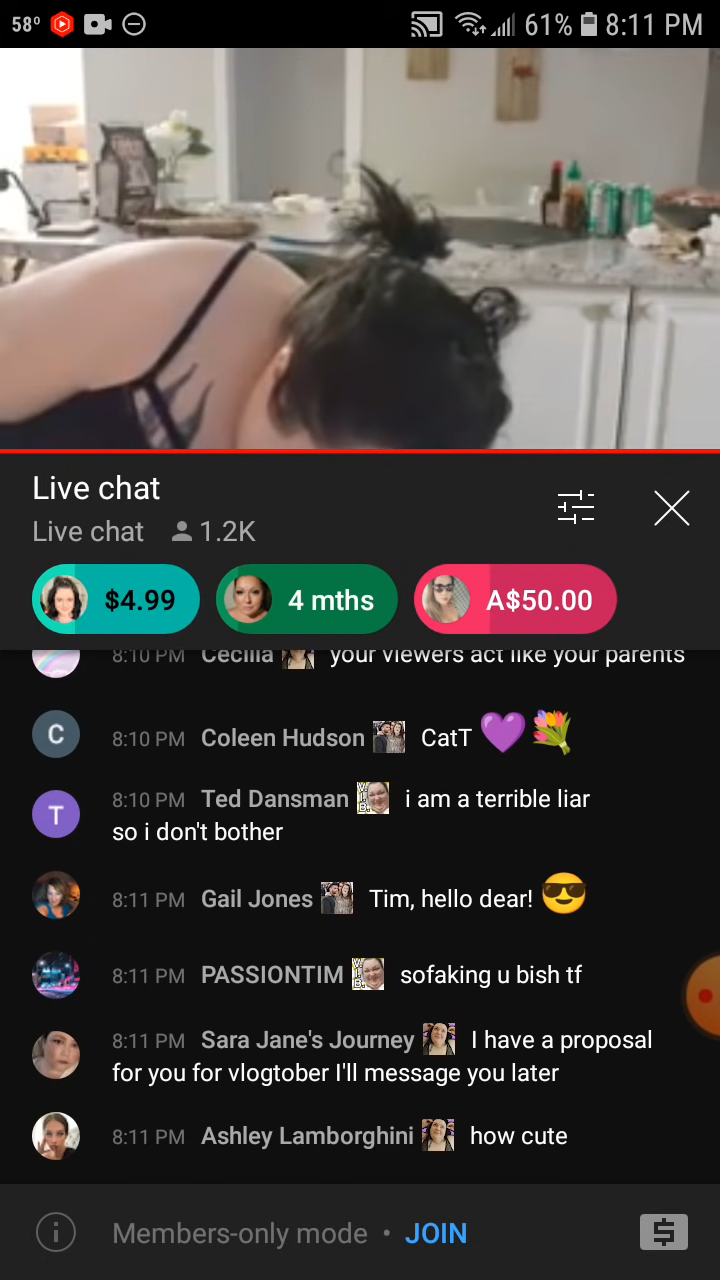 58° 61% 8:11 PM
Live chat
Live chat 1.2K
$4.99 4 mths A$50.00
8:10 PM Cecilia your viewers act like your parents
C 8:10 PM Coleen Hudson CatT 💜💐
T 8:10 PM Ted Dansman i am a terrible liar
so i don't bother
8:11 PM Gail Jones Tim, hello dear! 😎
8:11 PM PASSIONTIM sofaking u bish tf
8:11 PM Sara Jane's Journey I have a proposal
for you for vlogtober I'll message you later
8:11 PM Ashley Lamborghini how cute
Members-only mode • JOIN